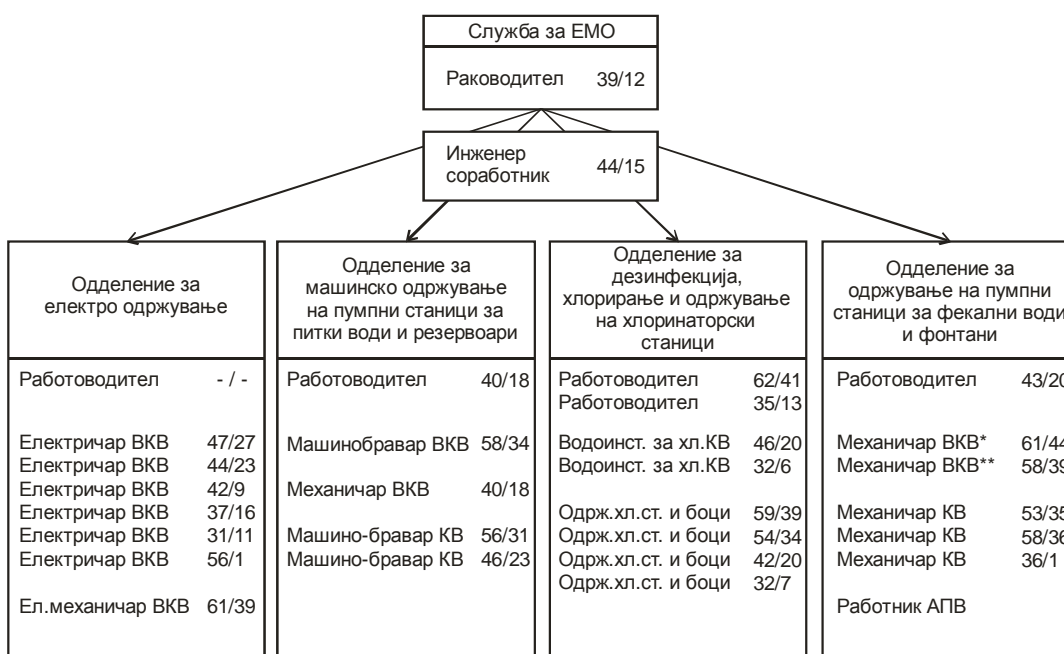 Служба за ЕМО
Раководител 39/12
Инженер
соработник 44/15
Одделение за
електро одржување
Работоводител - / -
Електричар ВКВ 47/27
Електричар ВКВ 44/23
Електричар ВКВ 42/9
Електричар ВКВ 37/16
Електричар ВКВ 31/11
Електричар ВКВ 56/1
Ел.механичар ВКВ 61/39
Одделение за
машинско одржување
на пумпни станици за
питки води и резервоари
Работоводител 40/18
Машинобравар ВКВ 58/34
Механичар ВКВ 40/18
Машино-бравар КВ 56/31
Машино-бравар КВ 46/23
Одделение за
дезинфекција,
хлорирање и одржување
на хлоринаторски
станици
Работоводител 62/41
Работоводител 35/13
Водоинст. за хл.КВ 46/20
Водоинст. за хл.КВ 32/6
Одрж.хл.ст. и боци 59/39
Одрж.хл.ст. и боци 54/34
Одрж.хл.ст. и боци 42/20
Одрж.хл.ст. и боци 32/7
Одделение за
одржување на пумпни
станици за фекални води
и фонтани
Работоводител 43/20
Механичар ВКВ* 61/44
Механичар ВКВ** 58/39
Механичар КВ 53/35
Механичар КВ 58/36
Механичар КВ 36/1
Работник АПВ